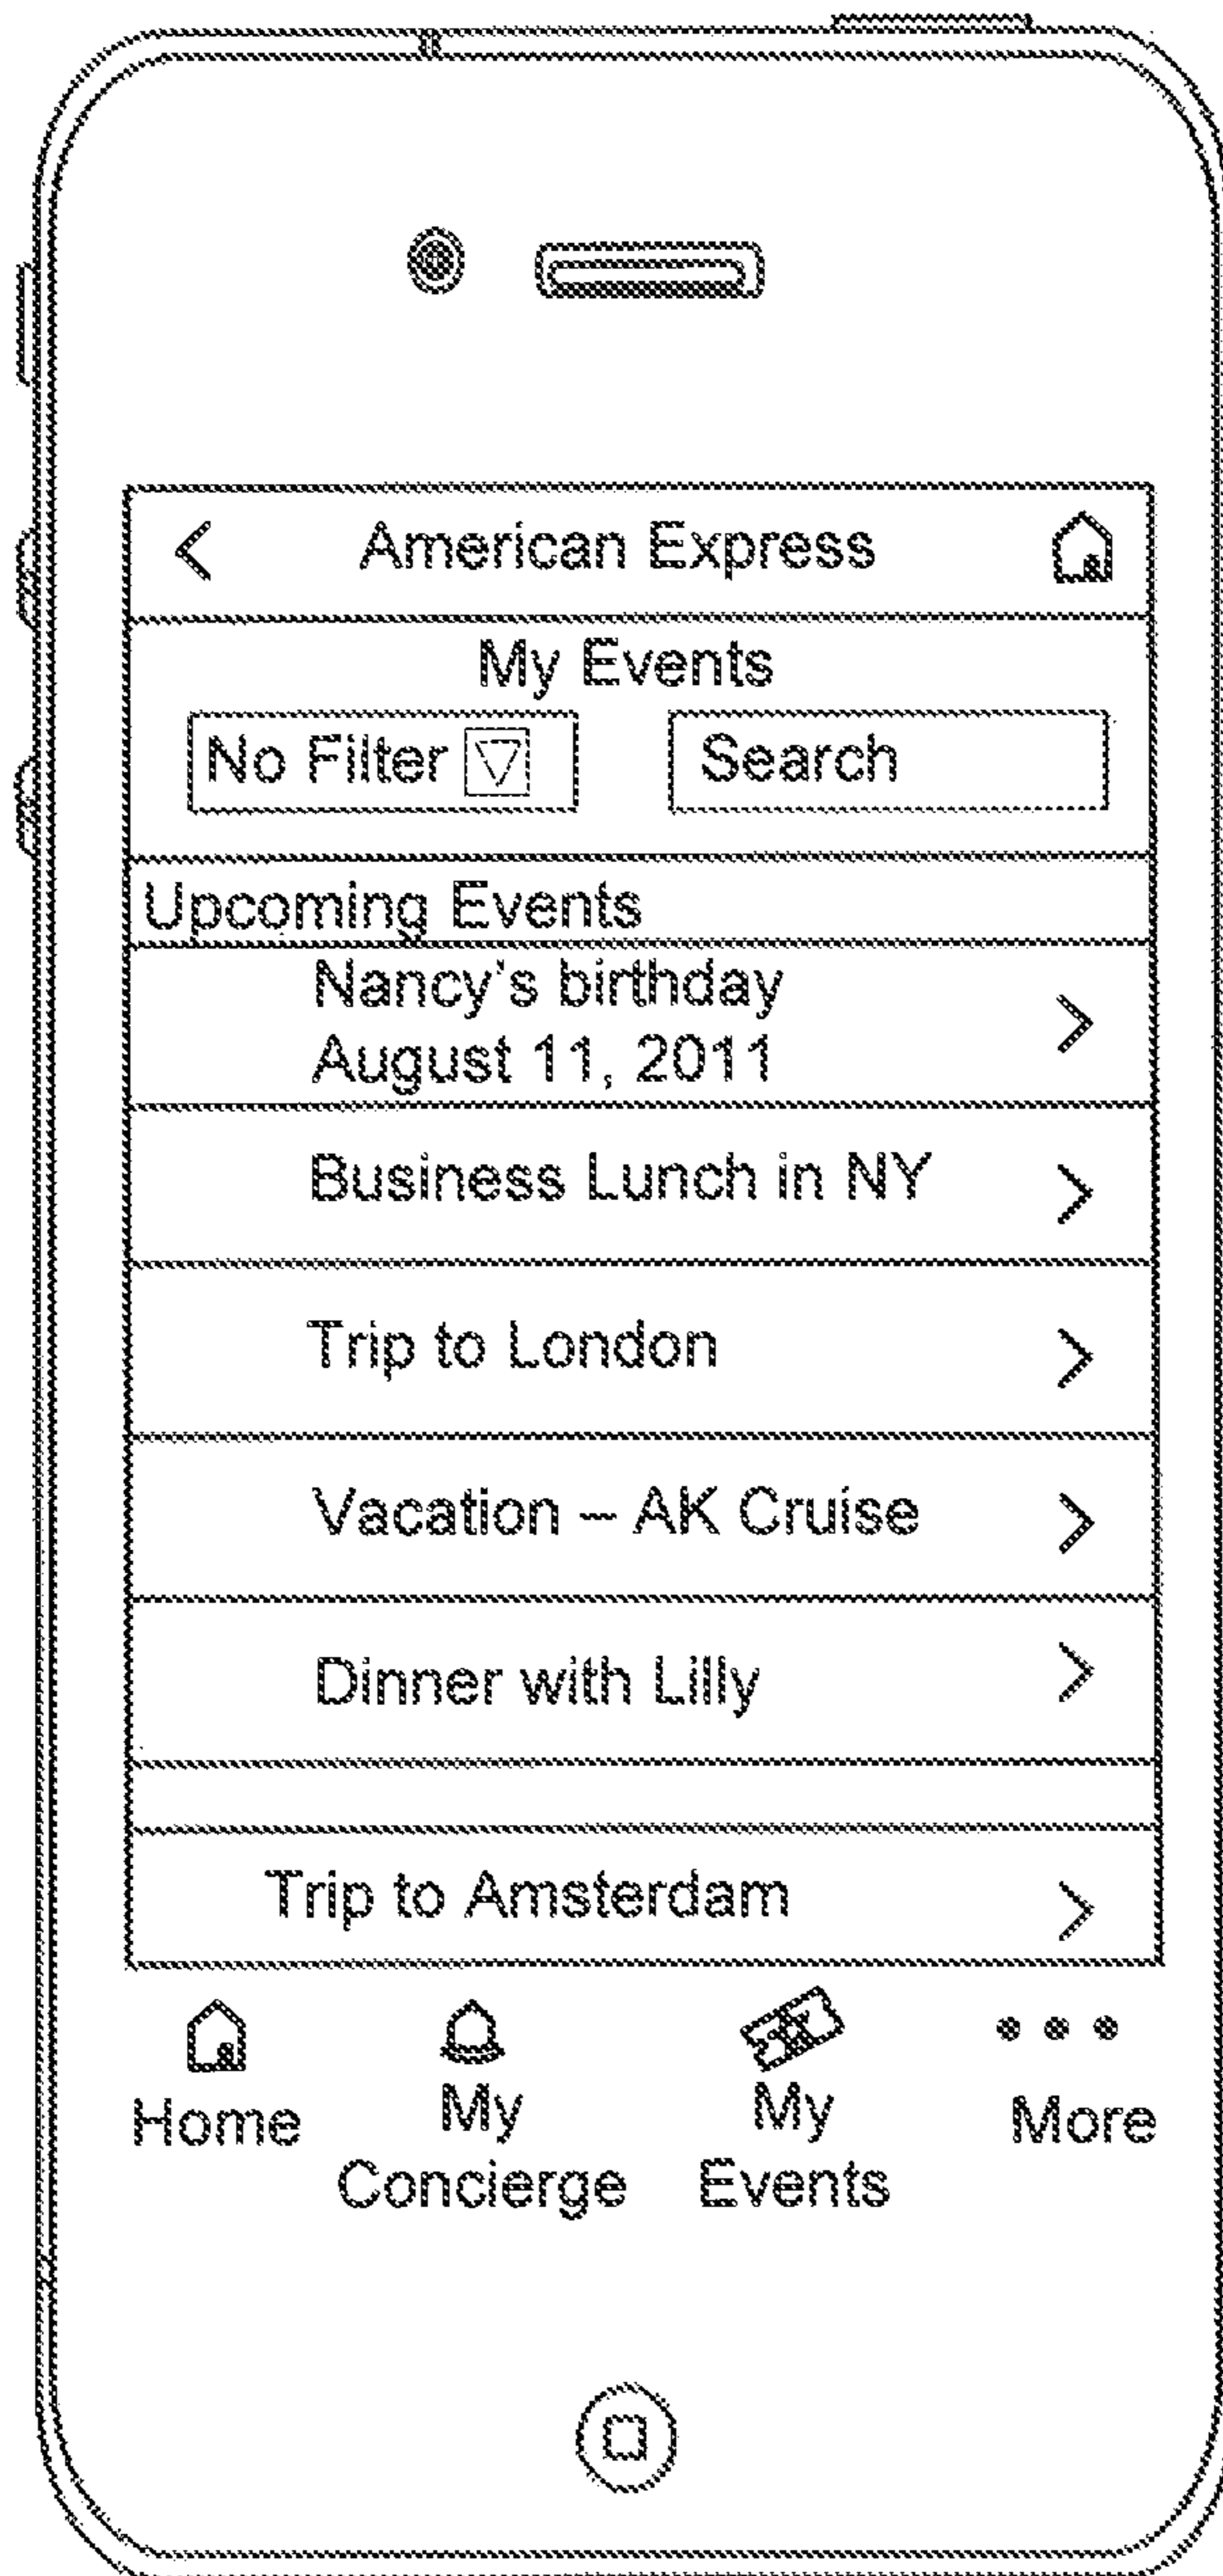 American Express
My Events
No Filter
Search
Upcoming Events
Nancy's birthday
August 11, 2011
Business Lunch in NY
Trip to London
Vacation – AK Cruise
Dinner with Lilly
Trip to Amsterdam
Home
My
Concierge
My
Events
More